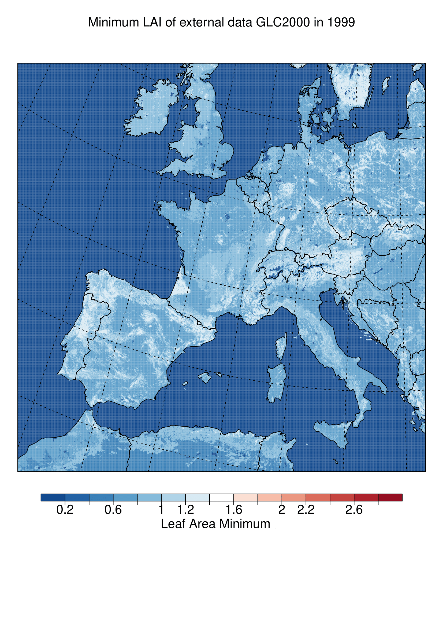 Minimum LAI of external data GLC2000 in 1999
0.2 0.6 1 1.2 1.6 2 2.2 2.6
Leaf Area Minimum